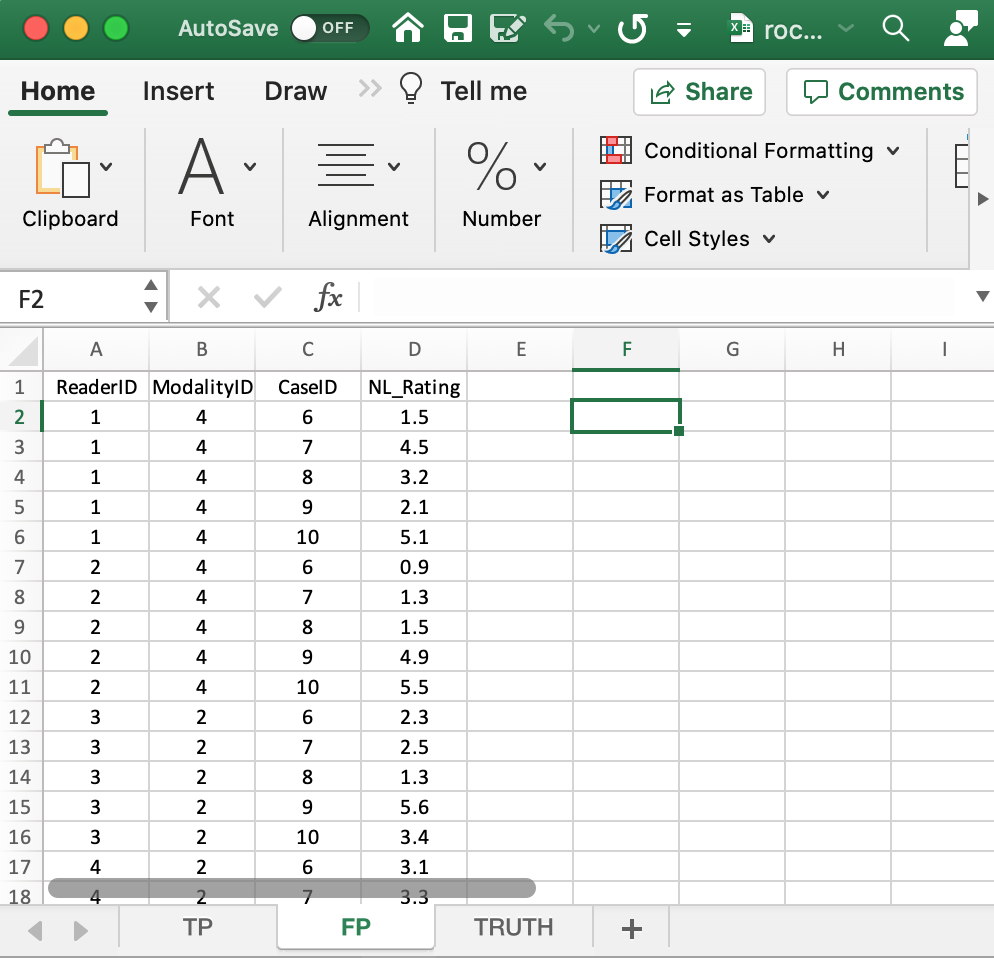 AutoSave OFF roc...
Home Insert Draw Tell me Share Comments
Clipboard Font Alignment Number
% 
Conditional Formatting
Format as Table
Cell Styles
F2 fx
A B C D E F G H I
1 ReaderID ModalityID CaseID NL_Rating
2 1 4 6 1.5
3 1 4 7 4.5
4 1 4 8 3.2
5 1 4 9 2.1
6 1 4 10 5.1
7 2 4 6 0.9
8 2 4 7 1.3
9 2 4 8 1.5
10 2 4 9 4.9
11 2 4 10 5.5
12 3 2 6 2.3
13 3 2 7 2.5
14 3 2 8 1.3
15 3 2 9 5.6
16 3 2 10 3.4
17 4 2 6 3.1
18 4 2 7 3.3
TP FP TRUTH +